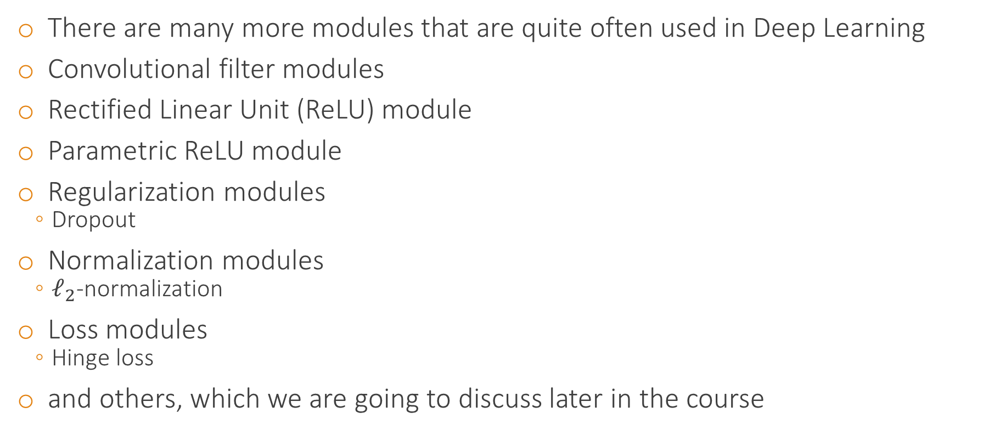 ○ There are many more modules that are quite often used in Deep Learning
○ Convolutional filter modules
○ Rectified Linear Unit (ReLU) module
○ Parametric ReLU module
○ Regularization modules
◦ Dropout
○ Normalization modules
◦ ℓ₂-normalization
○ Loss modules
◦ Hinge loss
○ and others, which we are going to discuss later in the course